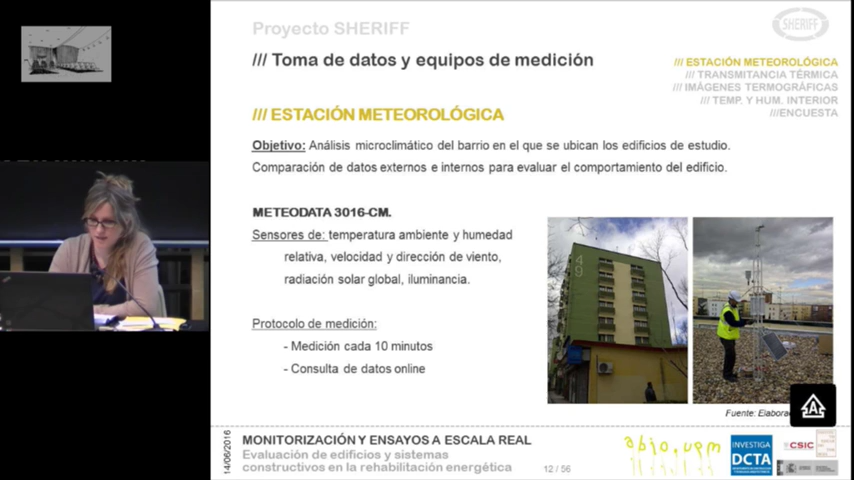 Proyecto SHERIFF
SHERIFF
/// Toma de datos y equipos de medición
/// ESTACIÓN METEOROLÓGICA
/// TRANSMITANCIA TÉRMICA
/// IMÁGENES TERMOGRÁFICAS
/// TEMP. Y HUM. INTERIOR
///ENCUESTA
/// ESTACIÓN METEOROLÓGICA
Objetivo: Análisis microclimático del barrio en el que se ubican los edificios de estudio.
Comparación de datos externos e internos para evaluar el comportamiento del edificio.
METEODATA 3016-CM.
Sensores de: temperatura ambiente y humedad
relativa, velocidad y dirección de viento,
radiación solar global, iluminancia.
Protocolo de medición:
- Medición cada 10 minutos
- Consulta de datos online
49
Fuente: Elabora
14/06/2016
MONITORIZACIÓN Y ENSAYOS A ESCALA REAL
Evaluación de edificios y sistemas
constructivos en la rehabilitación energética
12 / 56
abio.upm
INVESTIGA
DCTA
CSIC